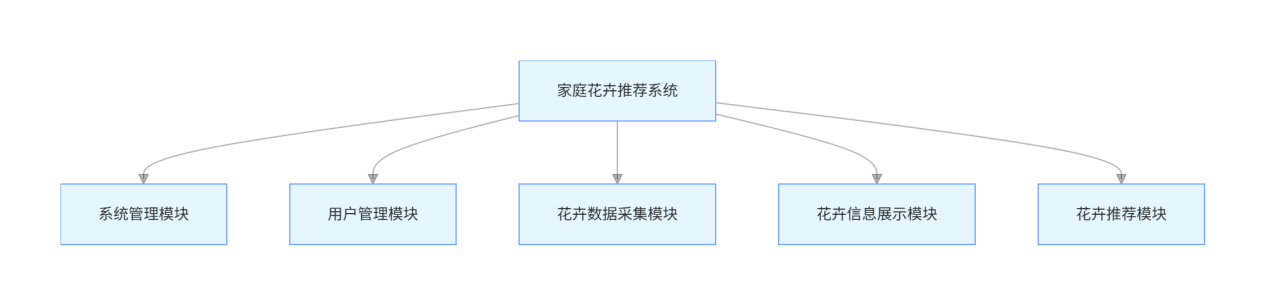 家庭花卉推荐系统
系统管理模块
用户管理模块
花卉数据采集模块
花卉信息展示模块
花卉推荐模块